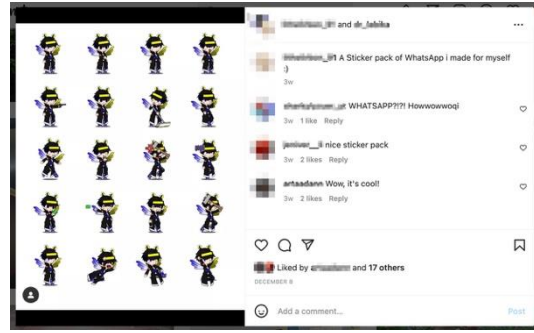 and dr_labika
A Sticker pack of WhatsApp i made for myself
:)
3w
WHATSAPP?!?! Howwowwoqi
3w 1 like Reply
nice sticker pack
3w 2 likes Reply
artsadann Wow, it's cool!
3w 2 likes Reply
Liked by and 17 others
DECEMBER 8
Add a comment... Post